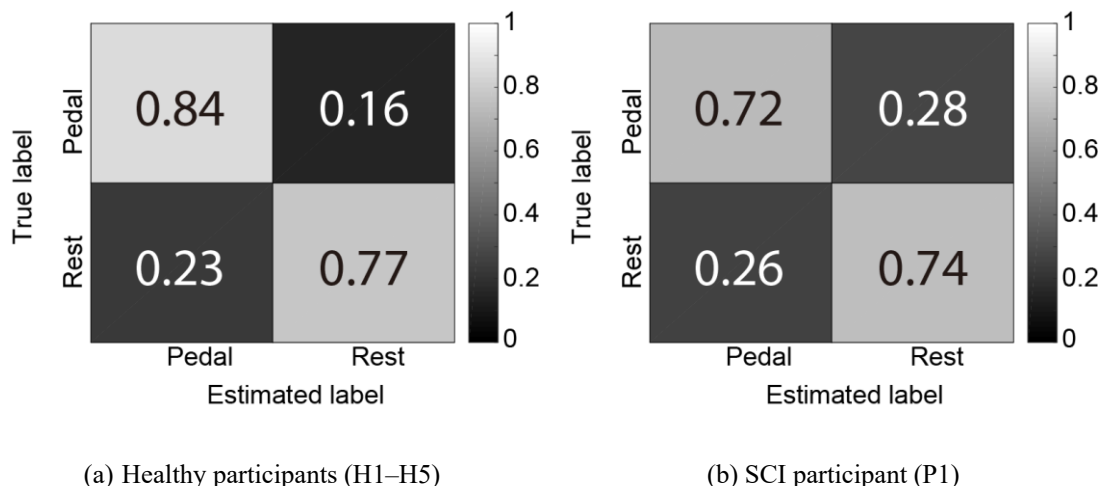 True label
Pedal
Rest
0.84
0.16
0.23
0.77
Pedal
Rest
Estimated label
1
0.8
0.6
0.4
0.2
0
(a) Healthy participants (H1–H5)
True label
Pedal
Rest
0.72
0.28
0.26
0.74
Pedal
Rest
Estimated label
1
0.8
0.6
0.4
0.2
0
(b) SCI participant (P1)